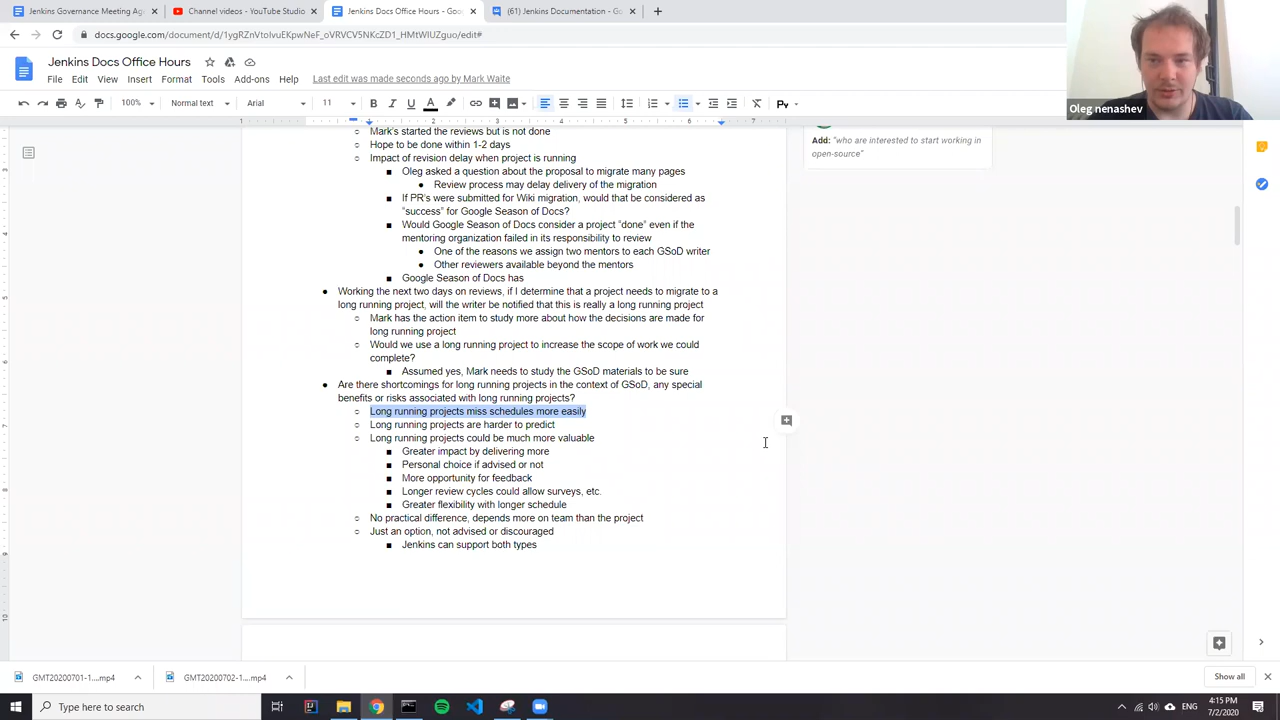 Jenkins Governance Meeting Ag
Channel videos - YouTube Studio
Jenkins Docs Office Hours - Goo
(61) Jenkins Documentation - Go
docs.google.com/document/d/1ygRZnVtoIvuEKpwNeF_oVRVCV5NKcZD1_HMtWIUZguo/edit#
Jenkins Docs Office Hours
File Edit View Insert Format Tools Add-ons Help Last edit was made seconds ago by Mark Waite
100% Normal text Arial 11
Oleg nenashev
Mark's started the reviews but is not done
Hope to be done within 1-2 days
Impact of revision delay when project is running
Oleg asked a question about the proposal to migrate many pages
Review process may delay delivery of the migration
If PR's were submitted for Wiki migration, would that be considered as
"success" for Google Season of Docs?
Would Google Season of Docs consider a project "done" even if the
mentoring organization failed in its responsibility to review
One of the reasons we assign two mentors to each GSoD writer
Other reviewers available beyond the mentors
Google Season of Docs has
Working the next two days on reviews, if I determine that a project needs to migrate to a
long running project, will the writer be notified that this is really a long running project
Mark has the action item to study more about how the decisions are made for
long running project
Would we use a long running project to increase the scope of work we could
complete?
Assumed yes, Mark needs to study the GSoD materials to be sure
Are there shortcomings for long running projects in the context of GSoD, any special
benefits or risks associated with long running projects?
Long running projects miss schedules more easily
Long running projects are harder to predict
Long running projects could be much more valuable
Greater impact by delivering more
Personal choice if advised or not
More opportunity for feedback
Longer review cycles could allow surveys, etc.
Greater flexibility with longer schedule
No practical difference, depends more on team than the project
Just an option, not advised or discouraged
Jenkins can support both types
Add: "who are interested to start working in
open-source"
GMT20200701-1....mp4
GMT20200702-1....mp4
Show all
Type here to search
4:15 PM
7/2/2020